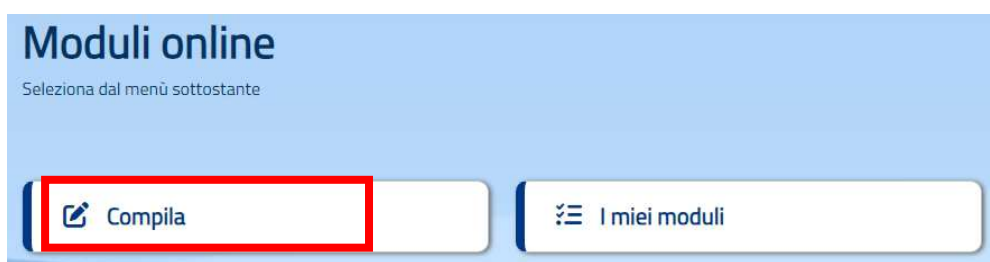 Moduli online
Seleziona dal menù sottostante
Compila
I miei moduli